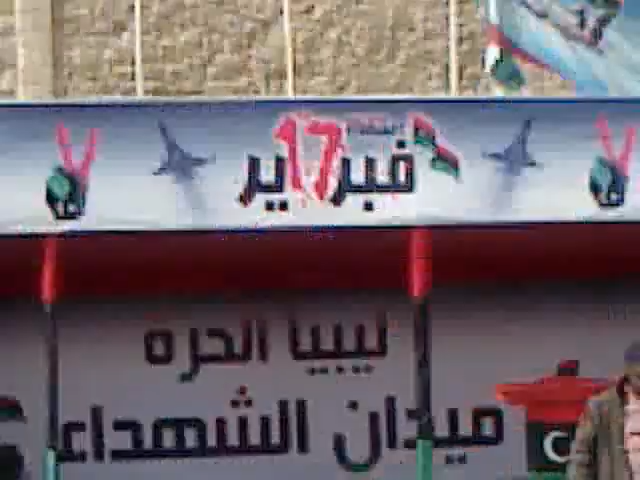 17 فبراير
ليبيا الحره
ميدان الشهداء